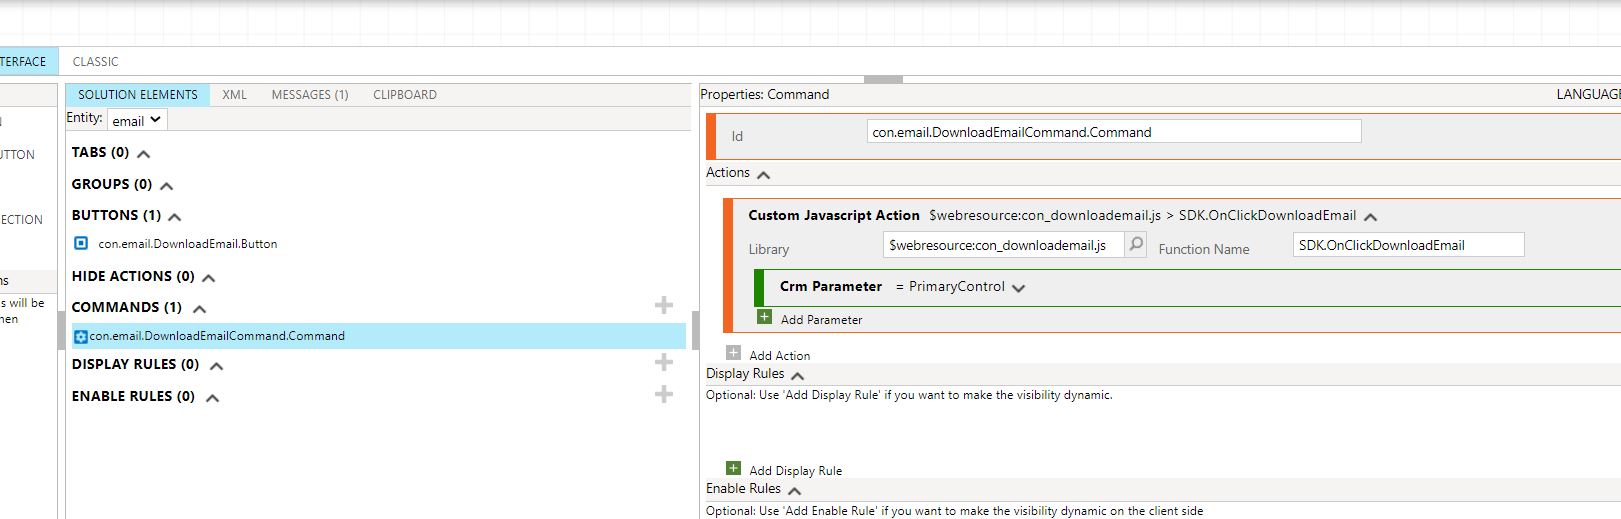 TERFACE CLASSIC
SOLUTION ELEMENTS XML MESSAGES (1) CLIPBOARD
Entity: email
TABS (0)
GROUPS (0)
BUTTONS (1)
con.email.DownloadEmail.Button
HIDE ACTIONS (0)
COMMANDS (1)
con.email.DownloadEmailCommand.Command
DISPLAY RULES (0)
ENABLE RULES (0)
UTTON
ECTION
ns
s will be
hen
Properties: Command LANGUAGE
Id con.email.DownloadEmailCommand.Command
Actions
Custom Javascript Action $webresource:con_downloademail.js > SDK.OnClickDownloadEmail
Library $webresource:con_downloademail.js Function Name SDK.OnClickDownloadEmail
Crm Parameter = PrimaryControl
Add Parameter
Add Action
Display Rules
Optional: Use 'Add Display Rule' if you want to make the visibility dynamic.
Add Display Rule
Enable Rules
Optional: Use 'Add Enable Rule' if you want to make the visibility dynamic on the client side